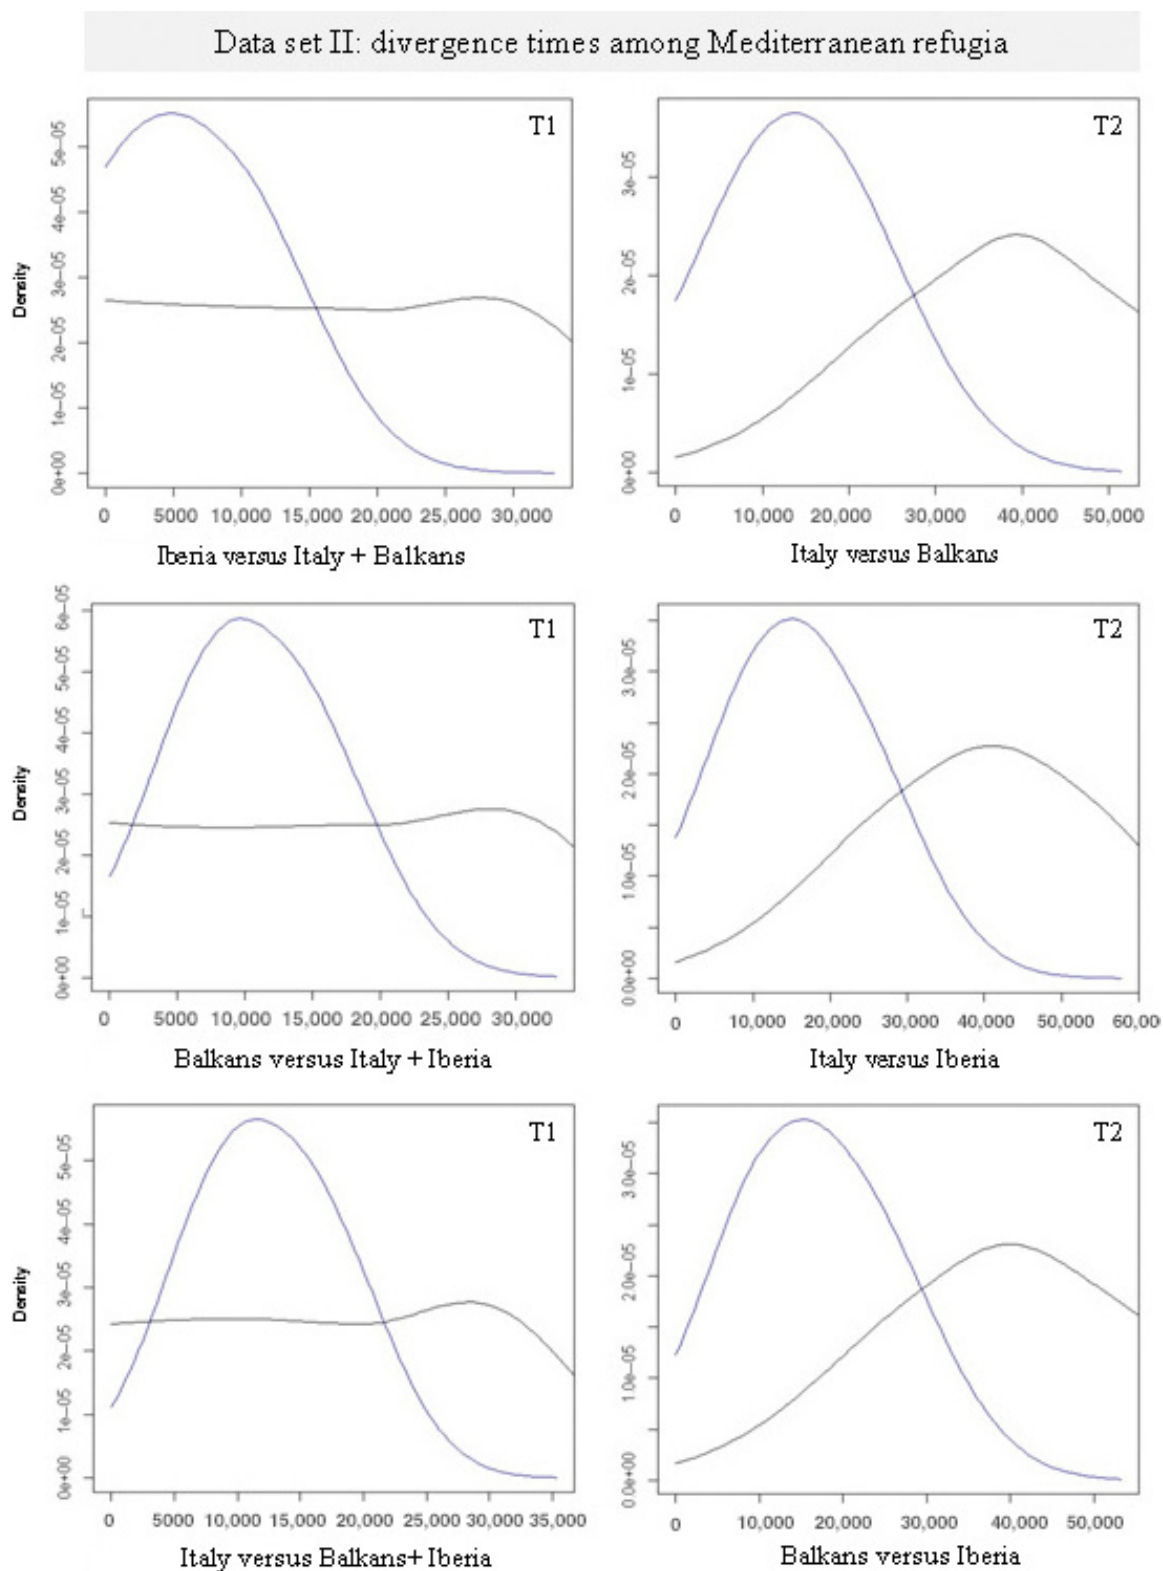 Data set II: divergence times among Mediterranean refugia
T1
Density
5e-05
4e-05
3e-05
2e-05
1e-05
0e+00
0 5000 10,000 15,000 20,000 25,000 30,000
Iberia versus Italy + Balkans
T2
3e-05
2e-05
1e-05
0e+00
0 10,000 20,000 30,000 40,000 50,000
Italy versus Balkans
T1
Density
6e-05
5e-05
4e-05
3e-05
2e-05
1e-05
0e+00
0 5000 10,000 15,000 20,000 25,000 30,000
Balkans versus Italy + Iberia
T2
3.0e-05
2.0e-05
1.0e-05
0.0e+00
0 10,000 20,000 30,000 40,000 50,000 60,00
Italy versus Iberia
T1
Density
5e-05
4e-05
3e-05
2e-05
1e-05
0e+00
0 5000 10,000 15,000 20,000 25,000 30,000 35,000
Italy versus Balkans+ Iberia
T2
3.0e-05
2.0e-05
1.0e-05
0.0e+00
0 10,000 20,000 30,000 40,000 50,000
Balkans versus Iberia